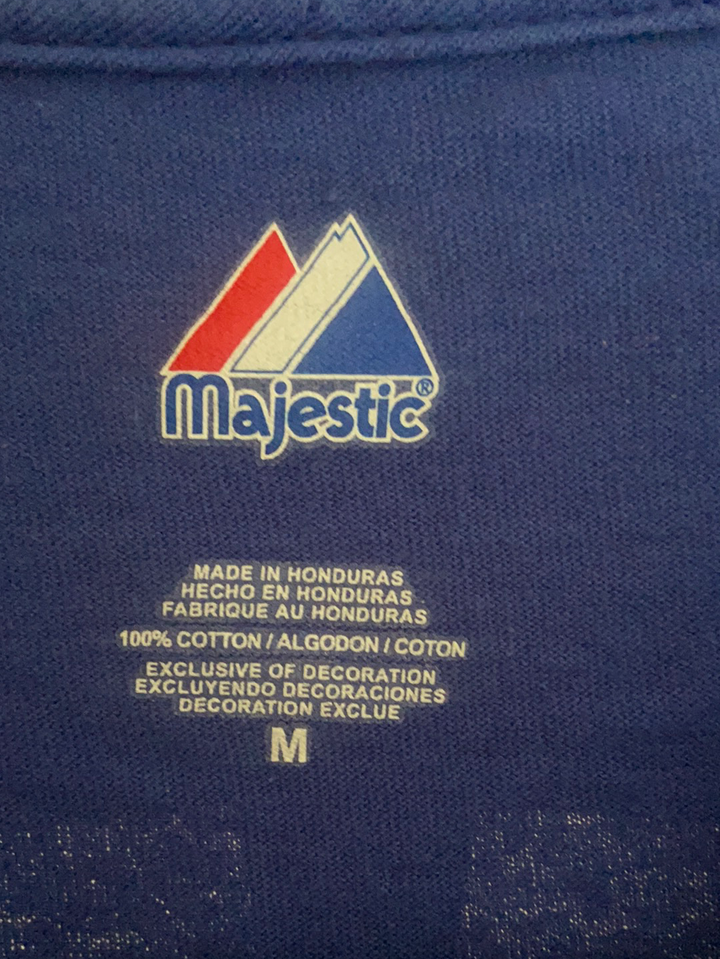 Majestic®
MADE IN HONDURAS
HECHO EN HONDURAS
FABRIQUE AU HONDURAS
100% COTTON / ALGODON / COTON
EXCLUSIVE OF DECORATION
EXCLUYENDO DECORACIONES
DECORATION EXCLUE
M